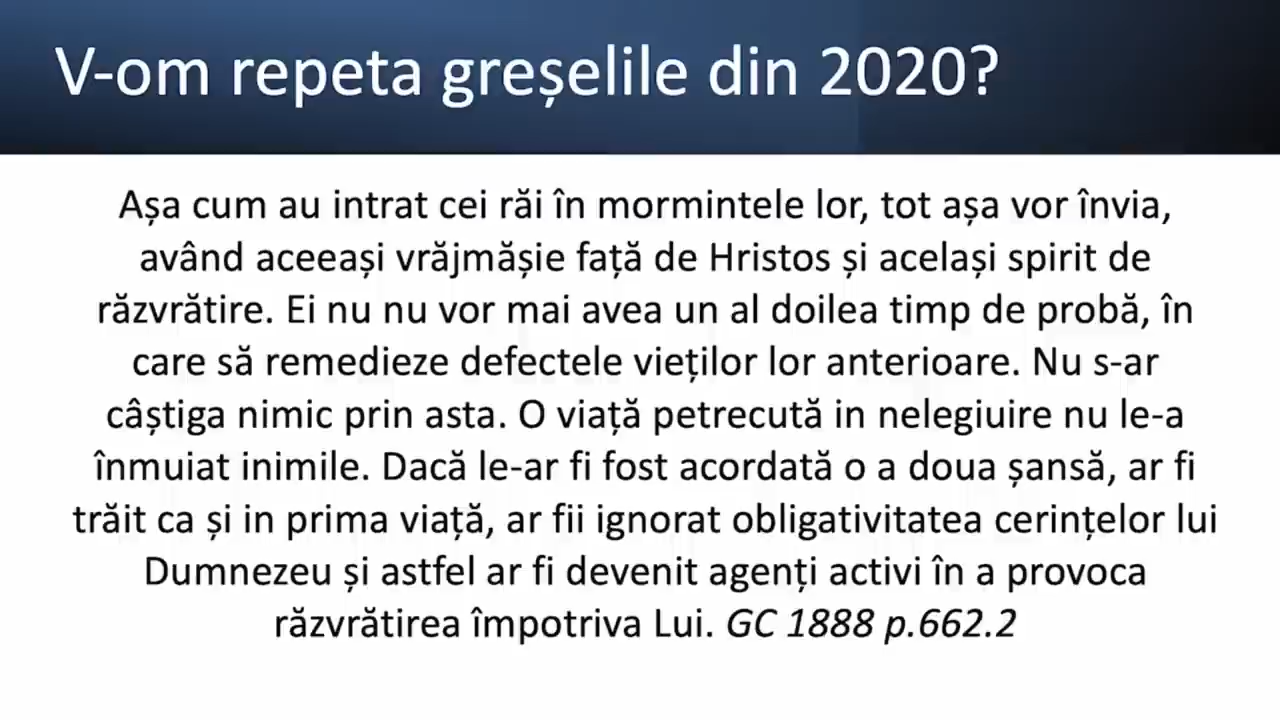 V-om repeta greșelile din 2020?
Așa cum au intrat cei răi în mormintele lor, tot așa vor învia,
având aceeași vrăjmășie față de Hristos și același spirit de
răzvrătire. Ei nu nu vor mai avea un al doilea timp de probă, în
care să remedieze defectele vieților lor anterioare. Nu s-ar
câștiga nimic prin asta. O viață petrecută in nelegiuire nu le-a
înmuiat inimile. Dacă le-ar fi fost acordată o a doua șansă, ar fi
trăit ca și in prima viață, ar fii ignorat obligativitatea cerințelor lui
Dumnezeu și astfel ar fi devenit agenți activi în a provoca
răzvrătirea împotriva Lui. GC 1888 p.662.2